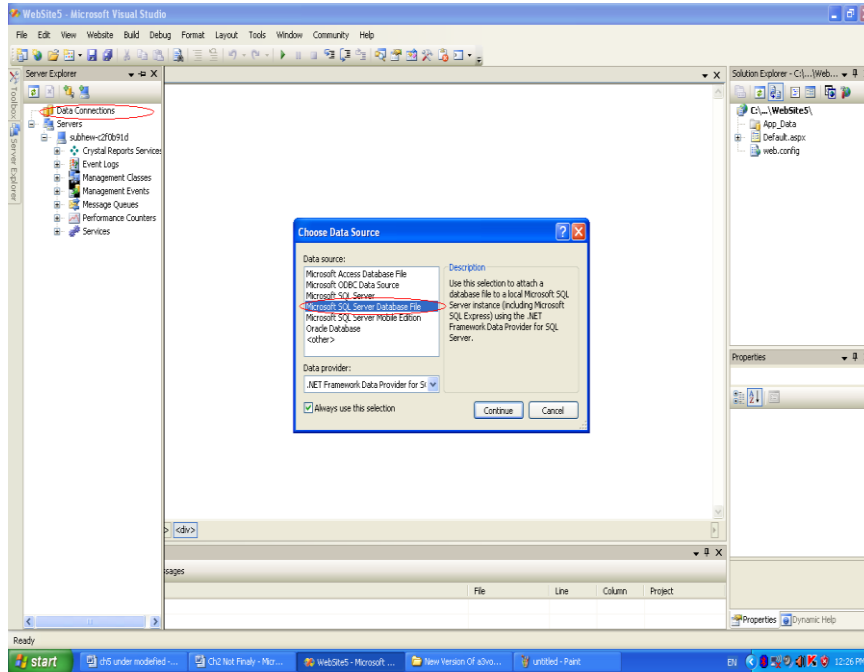 WebSite5 - Microsoft Visual Studio
File Edit View Website Build Debug Format Layout Tools Window Community Help
Server Explorer
Toolbox
Server Explorer
Data Connections
Servers
subhew-c2f0b91d
Crystal Reports Services
Event Logs
Management Classes
Management Events
Message Queues
Performance Counters
Services
Choose Data Source
Data source:
Microsoft Access Database File
Microsoft ODBC Data Source
Microsoft SQL Server
Microsoft SQL Server Database File
Microsoft SQL Server Mobile Edition
Oracle Database
<other>
Description
Use this selection to attach a
database file to a local Microsoft SQL
Server instance (including Microsoft
SQL Express) using the .NET
Framework Data Provider for SQL
Server.
Data provider:
.NET Framework Data Provider for
Always use this selection
Continue Cancel
Solution Explorer - C:\...\Web...
C:\...\WebSite5\
App_Data
Default.aspx
web.config
Properties
<div>
ssages
File Line Column Project
Properties Dynamic Help
Ready
start ch5 under modefied -... Ch2 Not Finaly - Micr... WebSite5 - Microsoft ... New Version Of a3vo... untitled - Paint EN 12:26 PM